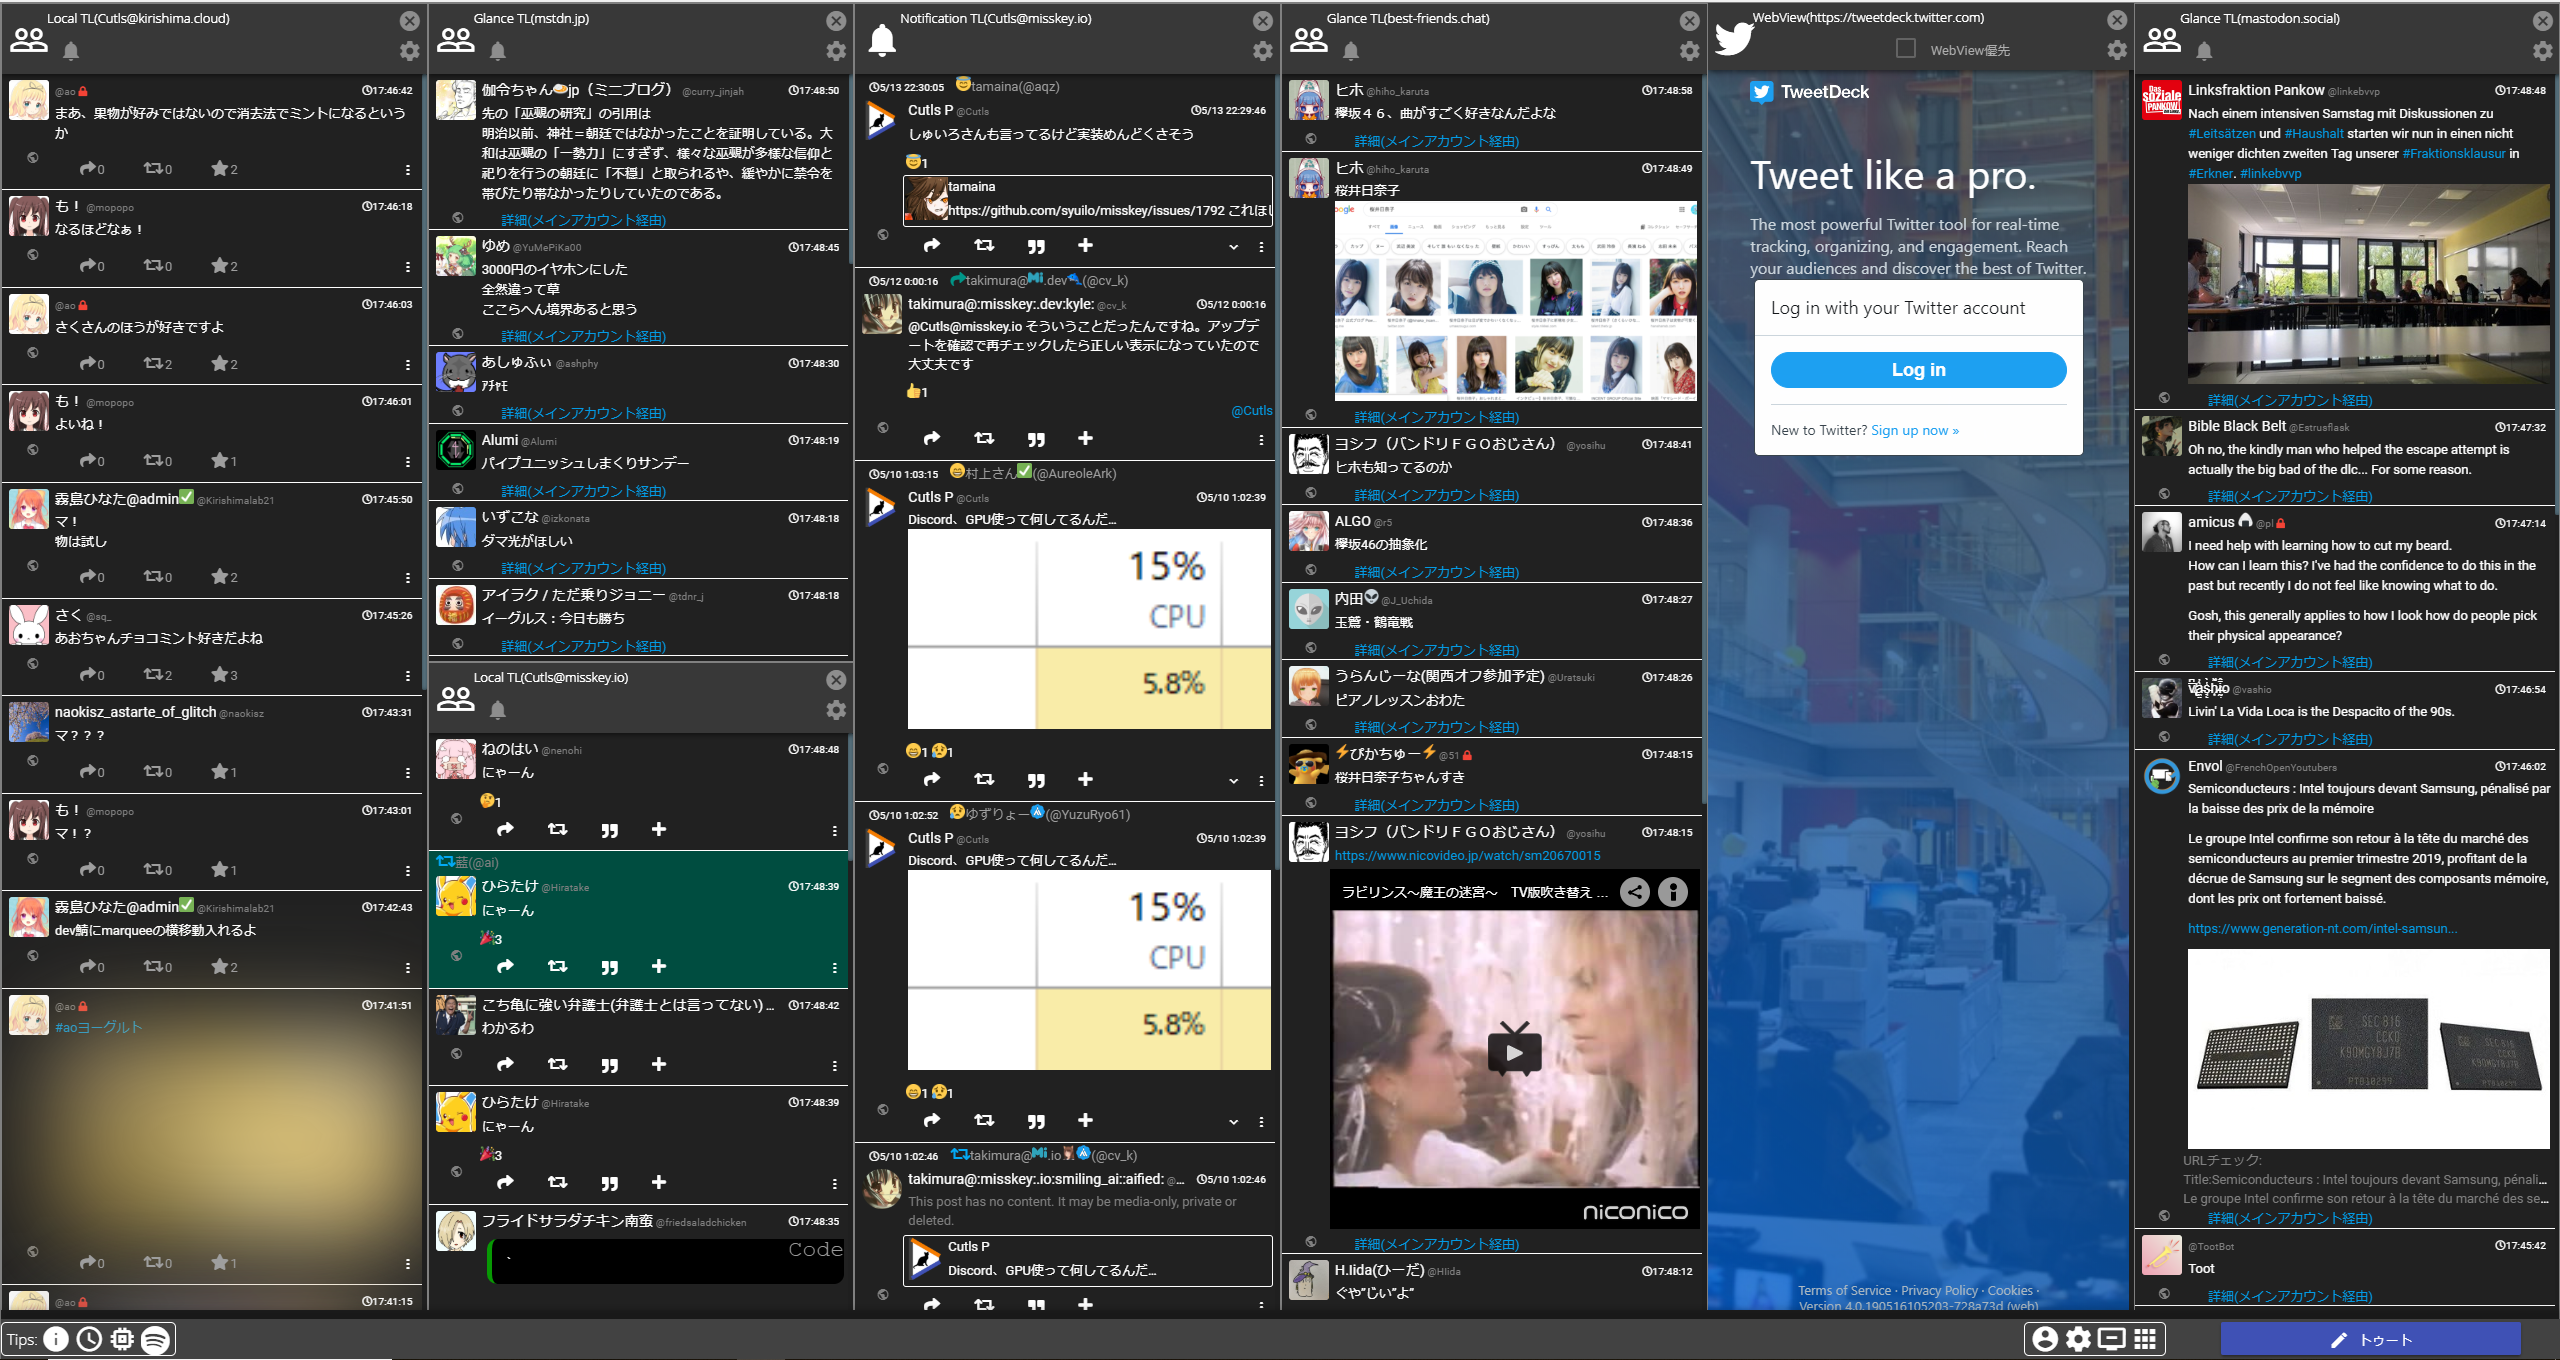 Local TL(Cutls@kirishima.cloud)
@ao 17:46:42
まあ、果物が好みではないので消去法でミントになるという
か
0 0 2
も！ @mopopo 17:46:18
なるほどなぁ！
0 0 2
@ao 17:46:03
さくさんのほうが好きですよ
0 2 2
も！ @mopopo 17:46:01
よいね！
0 0 1
霧島ひなた@admin✅ @Kirishimalab21 17:45:50
マ！
物は試し
0 0 2
さく @sq_ 17:45:26
あおちゃんチョコミント好きだよね
0 2 3
naokisz_astarte_of_glitch @naokisz 17:43:31
マ？？？
0 0 1
も！ @mopopo 17:43:01
マ！？
0 0 1
霧島ひなた@admin✅ @Kirishimalab21 17:42:43
dev鯖にmarqueeの横移動入れるよ
0 0 2
@ao 17:41:51
#aoヨーグルト
0 0 1
@ao 17:41:15
Glance TL(mstdn.jp)
伽令ちゃん🍛jp（ミニブログ） @curry_jinjah 17:48:50
先の「巫覡の研究」の引用は
明治以前、神社＝朝廷ではなかったことを証明している。大
和は巫覡の「一勢力」にすぎず、様々な巫覡が多様な信仰と
祀りを行うの朝廷に「不穏」と取られるや、緩やかに禁令を
帯びたり帯なかったりしていたのである。
詳細(メインアカウント経由)
ゆめ @YuMePiKa00 17:48:45
3000円のイヤホンにした
全然違って草
ここらへん境界あると思う
詳細(メインアカウント経由)
あしゅふぃ @ashphy 17:48:30
ｱﾁｬﾓ
詳細(メインアカウント経由)
Alumi @Alumi 17:48:19
パイプユニッシュしまくりサンデー
詳細(メインアカウント経由)
いずこな @izkonata 17:48:18
ダマ光がほしい
詳細(メインアカウント経由)
アイラク / ただ乗りジョニー @tdnr_j 17:48:18
イーグルス：今日も勝ち
詳細(メインアカウント経由)
Local TL(Cutls@misskey.io)
ねのはい @nenohi 17:48:48
にゃーん
🤔1
藍(@ai)
ひらたけ @Hiratake 17:48:39
にゃーん
🎉3
こち亀に強い弁護士(弁護士とは言ってない) ... 17:48:42
わかるわ
ひらたけ @Hiratake 17:48:39
にゃーん
🎉3
フライドサラダチキン南蛮 @friedsaladchicken 17:48:35
Code
`
Notification TL(Cutls@misskey.io)
5/13 22:30:05 😇tamaina(@aqz)
Cutls P @Cutls 5/13 22:29:46
しゅいろさんも言ってるけど実装めんどくさそう
😇1
tamaina
https://github.com/syuilo/misskey/issues/1792 これほし
5/12 0:00:16 takimura@Mi.dev(@cv_k)
takimura@:misskey:.dev:kyle: @cv_k 5/12 0:00:16
@Cutls@misskey.io そういうことだったんですね。アップデ
ートを確認で再チェックしたら正しい表示になっていたので
大丈夫です
👍1
@Cutls
5/10 1:03:15 😄村上さん✅(@AureoleArk)
Cutls P @Cutls 5/10 1:02:39
Discord、GPU使って何してるんだ...
15%
CPU
5.8%
😄1 😢1
5/10 1:02:52 😢ゆずりょー(@YuzuRyo61)
Cutls P @Cutls 5/10 1:02:39
Discord、GPU使って何してるんだ...
15%
CPU
5.8%
😄1 😢1
5/10 1:02:46 takimura@Mi.io(@cv_k)
takimura@:misskey:.io:smiling_ai::aified: @... 5/10 1:02:46
This post has no content. It may be media-only, private or
deleted.
Cutls P
Discord、GPU使って何してるんだ...
Glance TL(best-friends.chat)
ヒホ @hiho_karuta 17:48:58
欅坂４６、曲がすごく好きなんだよな
詳細(メインアカウント経由)
ヒホ @hiho_karuta 17:48:49
桜井日奈子
桜井日奈子
詳細(メインアカウント経由)
ヨシフ（バンドリＦＧＯおじさん） @yosihu 17:48:41
ヒホも知ってるのか
詳細(メインアカウント経由)
ALGO @r5 17:48:36
欅坂46の抽象化
詳細(メインアカウント経由)
内田👽 @J_Uchida 17:48:27
玉鷲・鶴竜戦
詳細(メインアカウント経由)
うらんじーな(関西オフ参加予定) @Uratsuki 17:48:26
ピアノレッスンおわた
詳細(メインアカウント経由)
⚡ぴかちゅー⚡ @51 17:48:15
桜井日奈子ちゃんすき
詳細(メインアカウント経由)
ヨシフ（バンドリＦＧＯおじさん） @yosihu 17:48:15
https://www.nicovideo.jp/watch/sm20670015
ラビリンス～魔王の迷宮～　TV版吹き替え ...
niconico
詳細(メインアカウント経由)
H.Iida(ひーだ) @HIida 17:48:12
ぐや”じい”よ”
WebView(https://tweetdeck.twitter.com)
WebView優先
TweetDeck
Tweet like a pro.
The most powerful Twitter tool for real-time
tracking, organizing, and engagement. Reach
your audiences and discover the best of Twitter.
Log in with your Twitter account
Log in
New to Twitter? Sign up now »
Terms of Service · Privacy Policy · Cookies ·
Version 4.0.190516105203-728a73d (web)
Glance TL(mastodon.social)
Das soziale PANKOW!
Linksfraktion Pankow @linkebvvp 17:48:48
Nach einem intensiven Samstag mit Diskussionen zu
#Leitsätzen und #Haushalt starten wir nun in einen nicht
weniger dichten zweiten Tag unserer #Fraktionsklausur in
#Erkner. #linkebvvp
詳細(メインアカウント経由)
Bible Black Belt @Estrusflask 17:47:32
Oh no, the kindly man who helped the escape attempt is
actually the big bad of the dlc... For some reason.
詳細(メインアカウント経由)
amicus @pl 17:47:14
I need help with learning how to cut my beard.
How can I learn this? I've had the confidence to do this in the
past but recently I do not feel like knowing what to do.
Gosh, this generally applies to how I look how do people pick
their physical appearance?
詳細(メインアカウント経由)
vashio @vashio 17:46:54
Livin' La Vida Loca is the Despacito of the 90s.
詳細(メインアカウント経由)
Envol @FrenchOpenYoutubers 17:46:02
Semiconducteurs : Intel toujours devant Samsung, pénalisé par
la baisse des prix de la mémoire
Le groupe Intel confirme son retour à la tête du marché des
semiconducteurs au premier trimestre 2019, profitant de la
décrue de Samsung sur le segment des composants mémoire,
dont les prix ont fortement baissé.
https://www.generation-nt.com/intel-samsun...
SEC 816
URLチェック:
Title:Semiconducteurs : Intel toujours devant Samsung, pénali...
Le groupe Intel confirme son retour à la tête du marché des se...
詳細(メインアカウント経由)
@TootBot 17:45:42
Toot
詳細(メインアカウント経由)
Tips:
トゥート